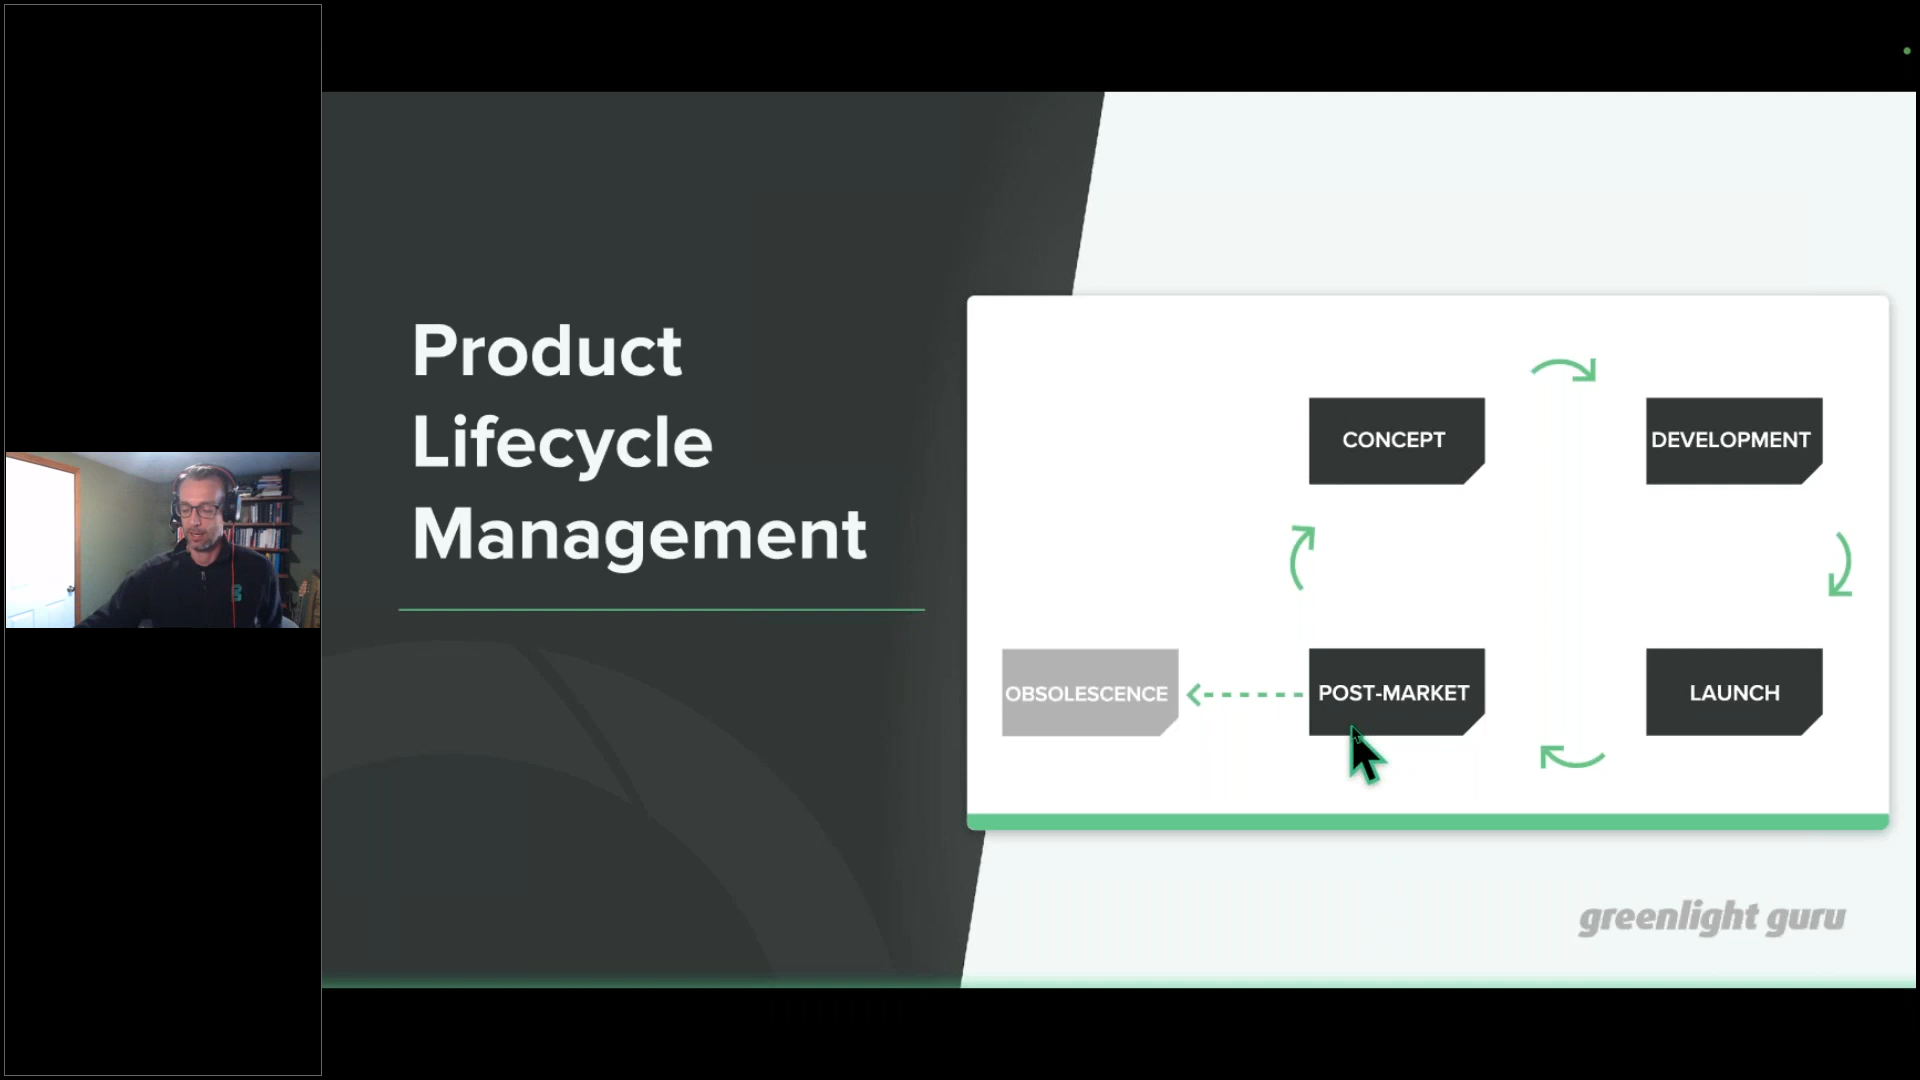 Product
Lifecycle
Management
CONCEPT
DEVELOPMENT
OBSOLESCENCE
POST-MARKET
LAUNCH
greenlight guru